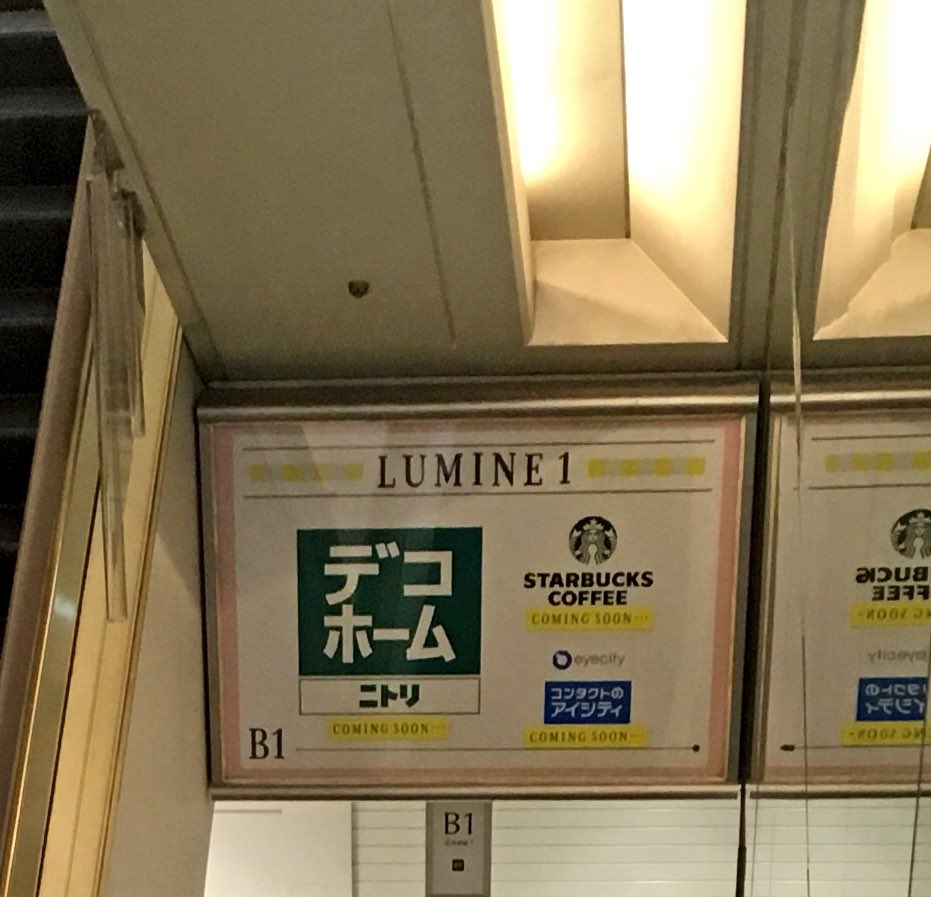 LUMINE 1
デコ
ホーム
ニトリ
COMING SOON…
STARBUCKS
COFFEE
COMING SOON…
eyecity
コンタクトの
アイシティ
COMING SOON…
B1
B1